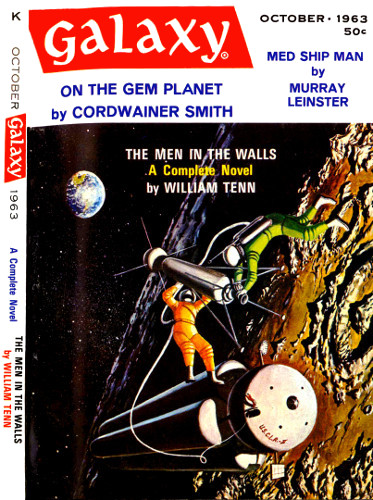 K
OCTOBER
Galaxy
1963
A Complete Novel
THE MEN IN THE WALLS
by WILLIAM TENN
Galaxy®
OCTOBER · 1963
50¢
MED SHIP MAN
by
MURRAY
LEINSTER
ON THE GEM PLANET
by CORDWAINER SMITH
THE MEN IN THE WALLS
A Complete Novel
by WILLIAM TENN